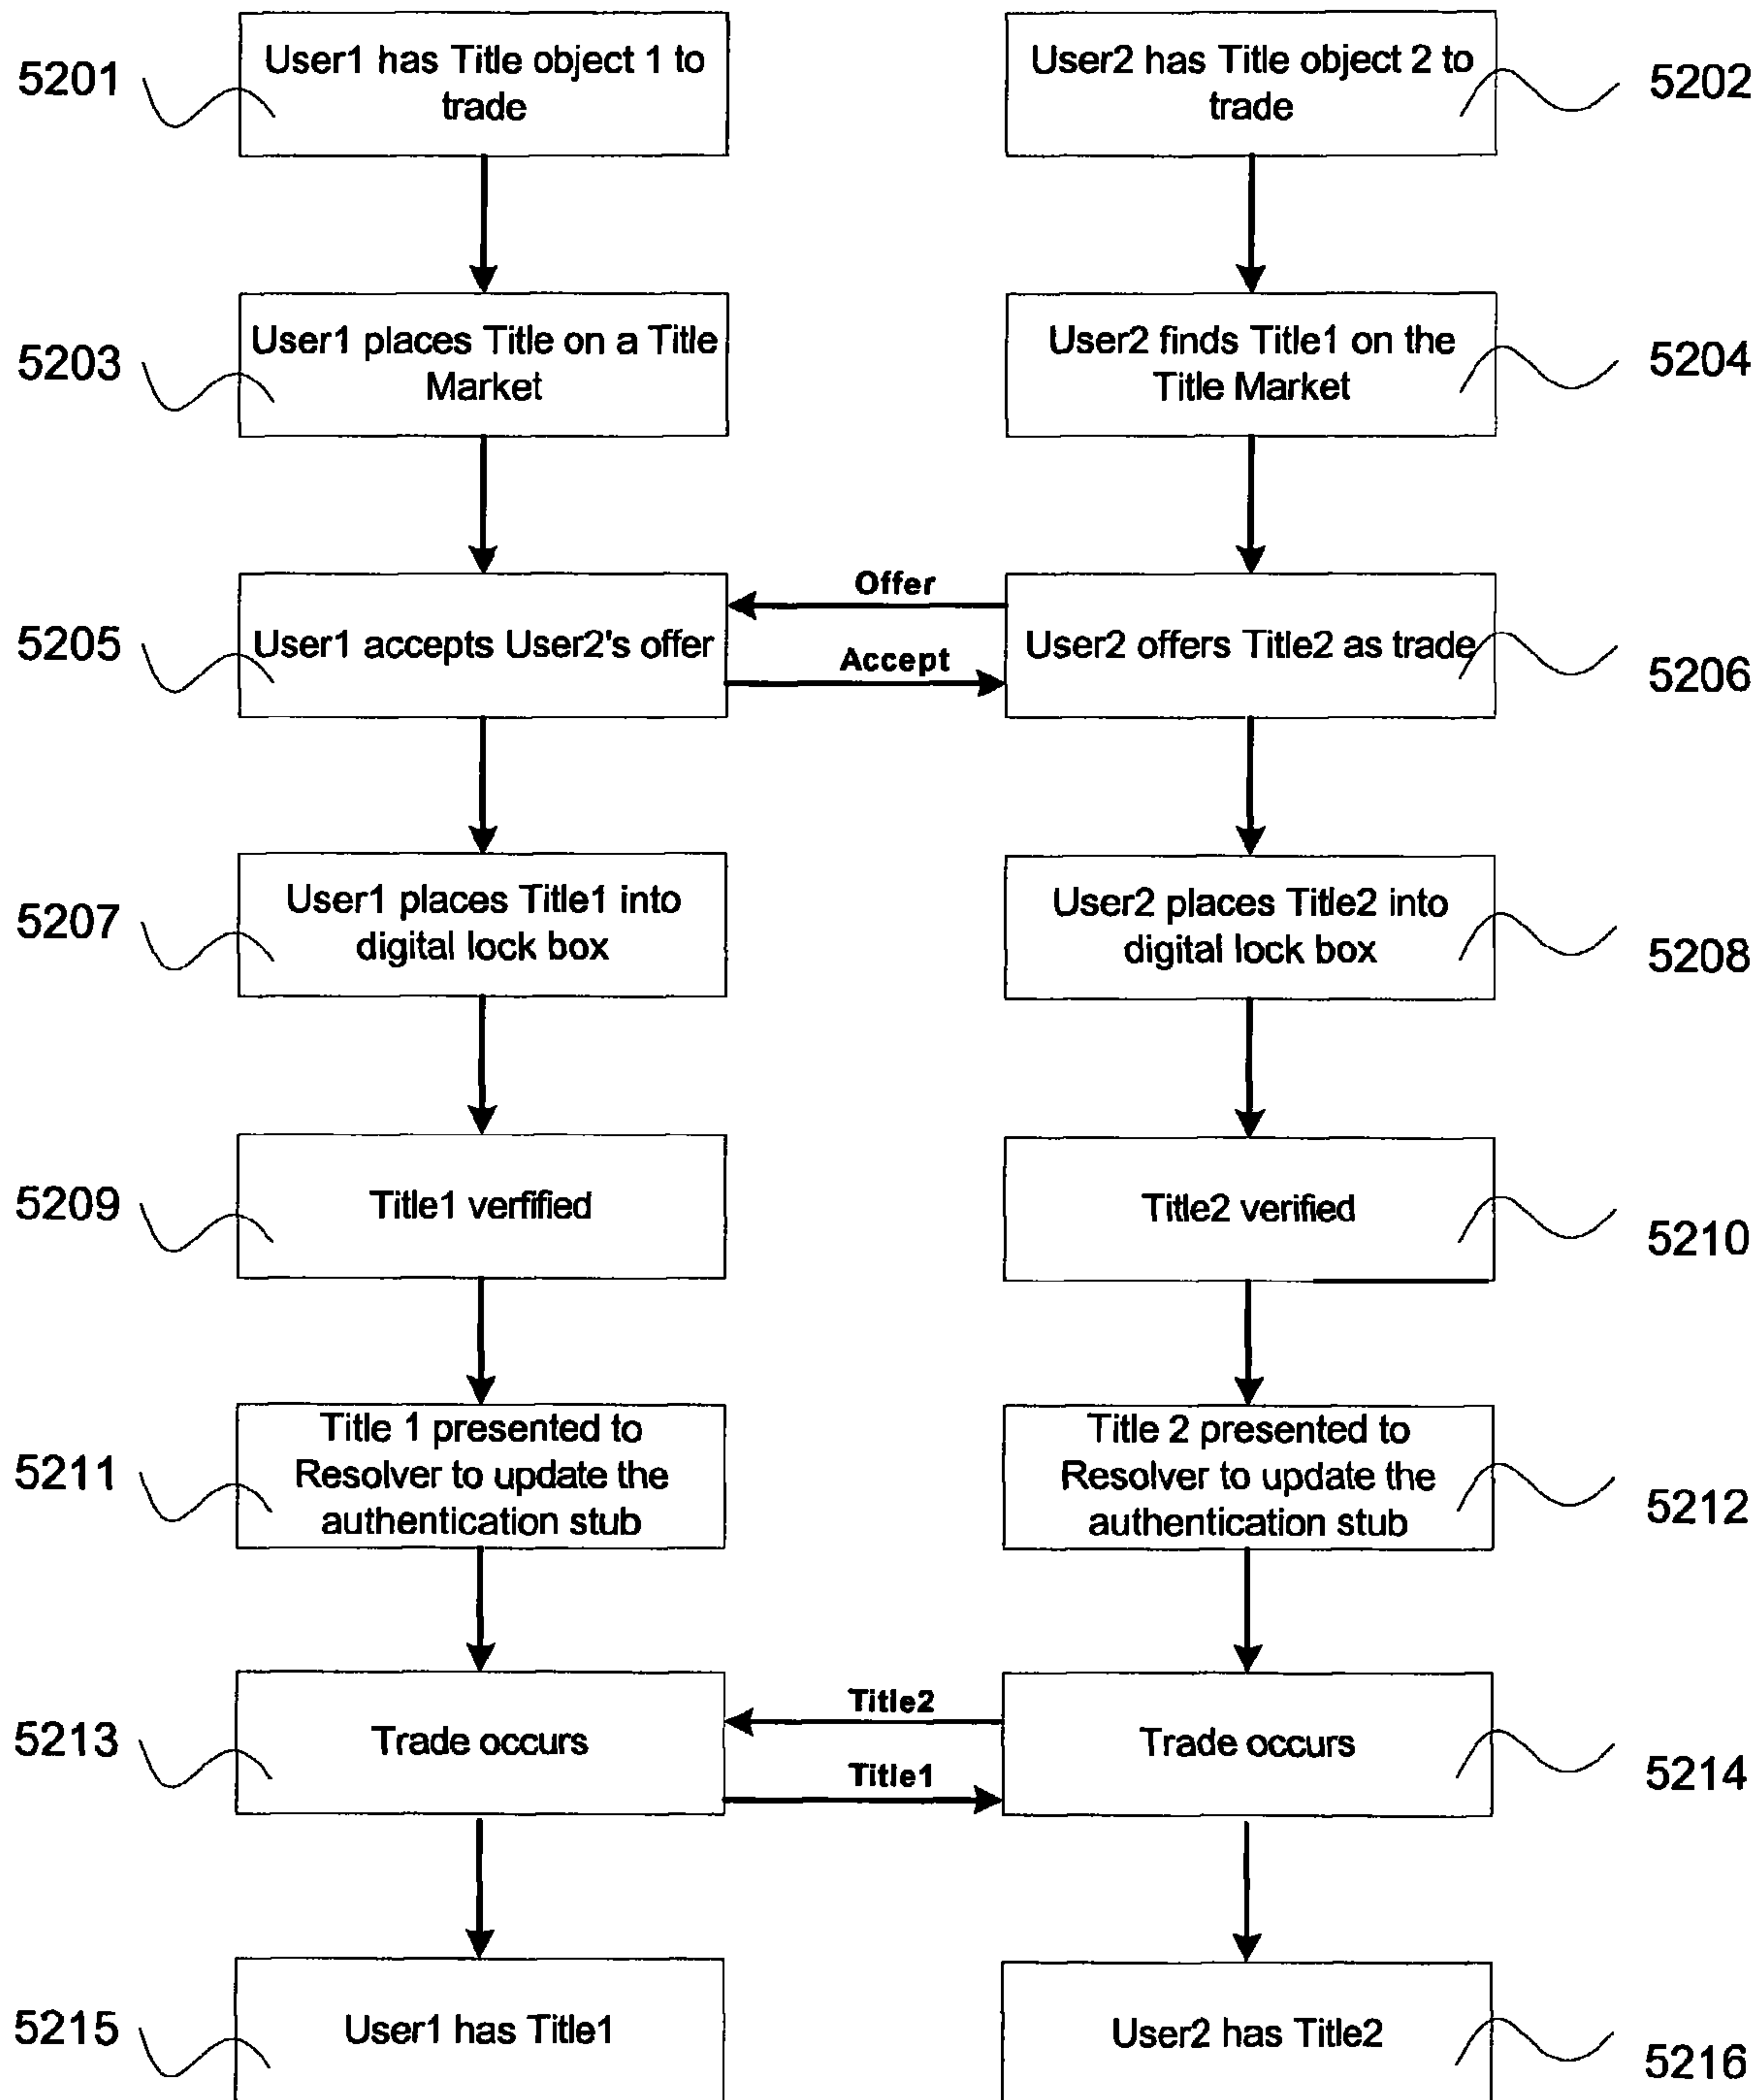 5201
User1 has Title object 1 to
trade
User2 has Title object 2 to
trade
5202
5203
User1 places Title on a Title
Market
User2 finds Title1 on the
Title Market
5204
5205
User1 accepts User2's offer
Offer
Accept
User2 offers Title2 as trade
5206
5207
User1 places Title1 into
digital lock box
User2 places Title2 into
digital lock box
5208
5209
Title1 verfified
Title2 verified
5210
5211
Title 1 presented to
Resolver to update the
authentication stub
Title 2 presented to
Resolver to update the
authentication stub
5212
5213
Trade occurs
Title2
Title1
Trade occurs
5214
5215
User1 has Title1
User2 has Title2
5216